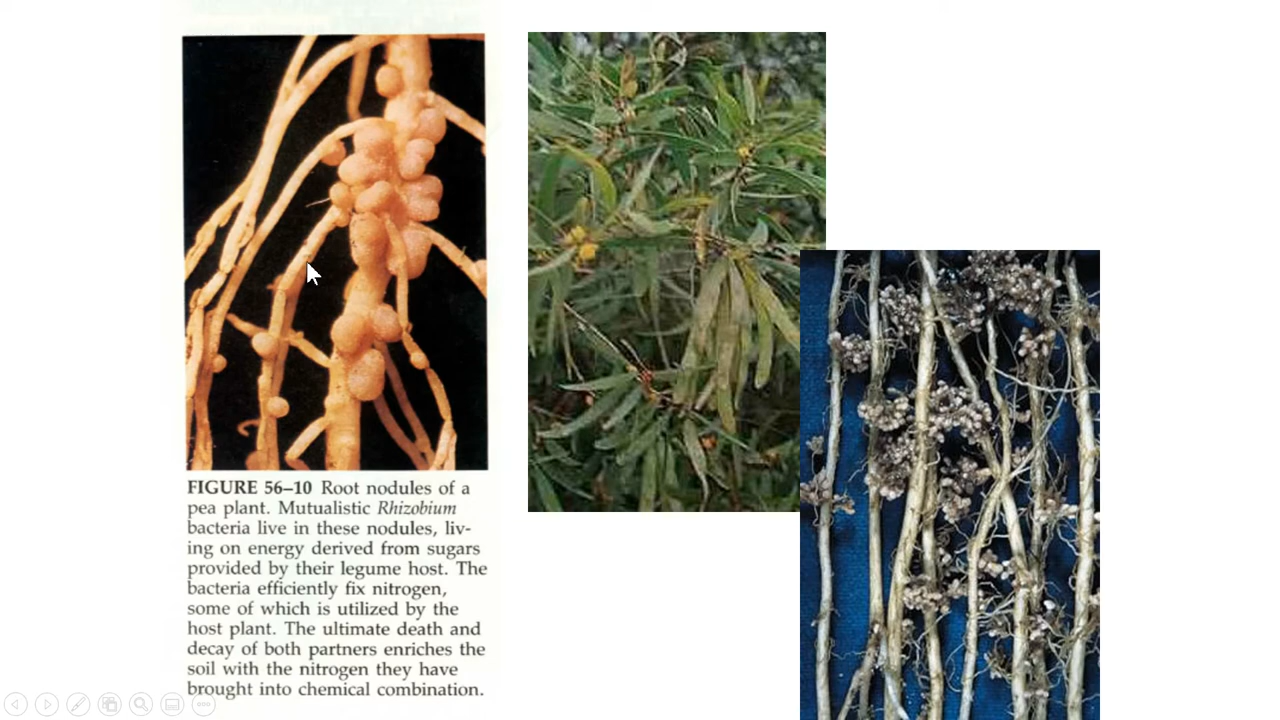 FIGURE 56–10 Root nodules of a
pea plant. Mutualistic Rhizobium
bacteria live in these nodules, liv-
ing on energy derived from sugars
provided by their legume host. The
bacteria efficiently fix nitrogen,
some of which is utilized by the
host plant. The ultimate death and
decay of both partners enriches the
soil with the nitrogen they have
brought into chemical combination.